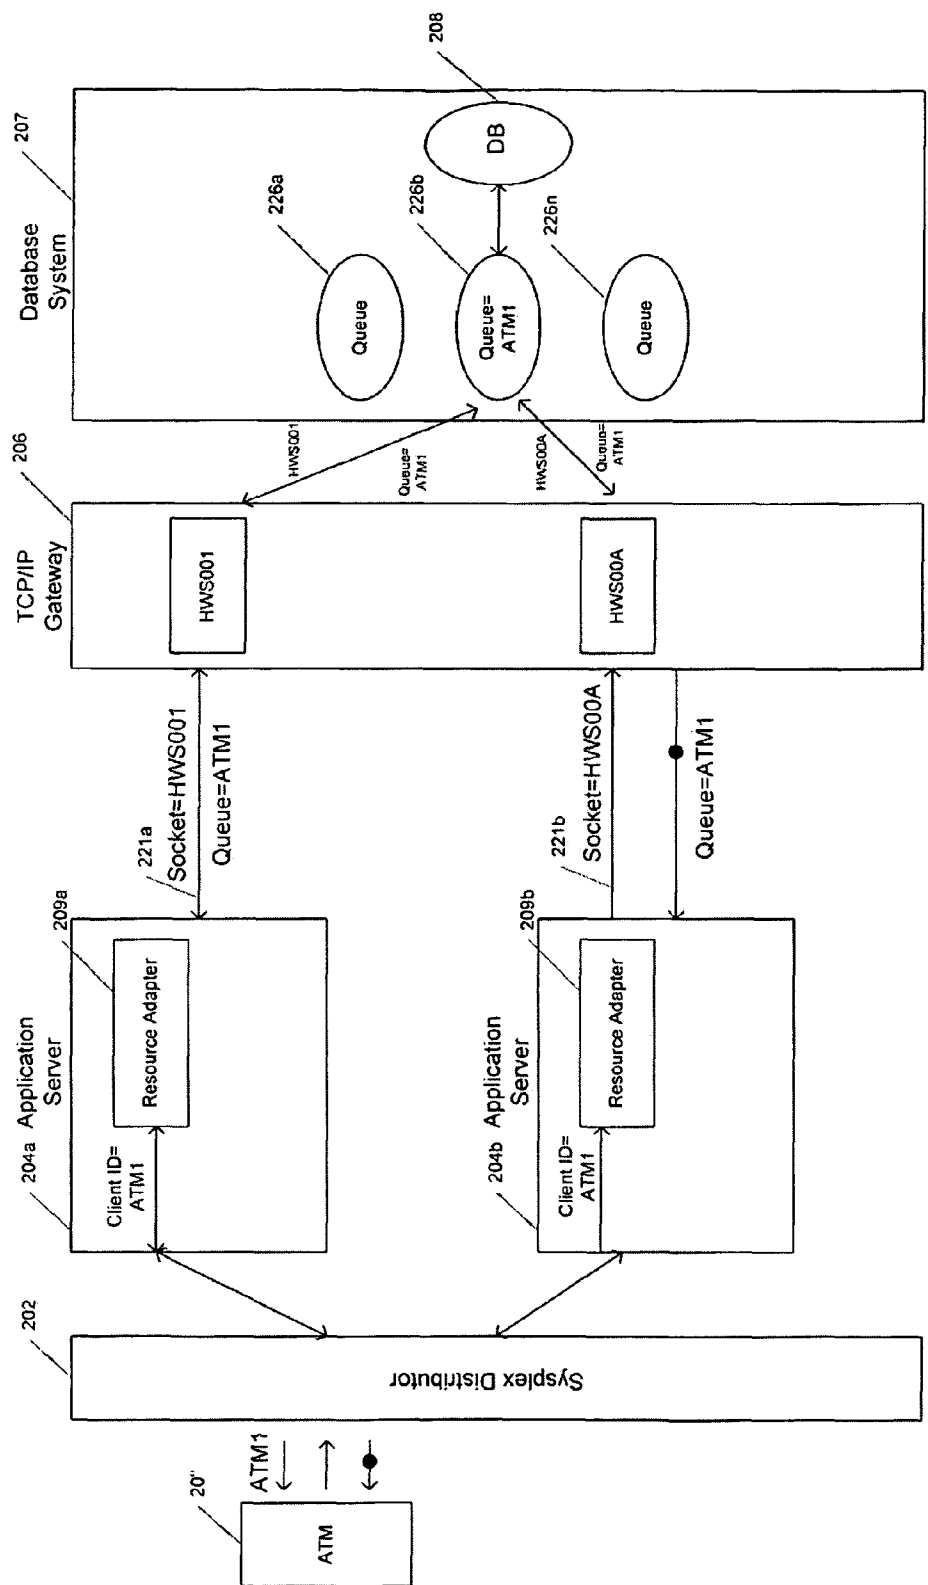 20"
ATM
ATM1
202
Sysplex Distributor
204a
Application
Server
Client ID=
ATM1
Resource Adapter
209a
204b
Application
Server
Client ID=
ATM1
Resource Adapter
209b
221a
Socket=HWS001
Queue=ATM1
221b
Socket=HWS00A
Queue=ATM1
TCP/IP
Gateway
206
HWS001
HWS00A
HWS001
Queue=
ATM1
HWS00A
Queue=
ATM1
Database
System
207
Queue
226a
Queue=
ATM1
226b
Queue
226n
DB
208